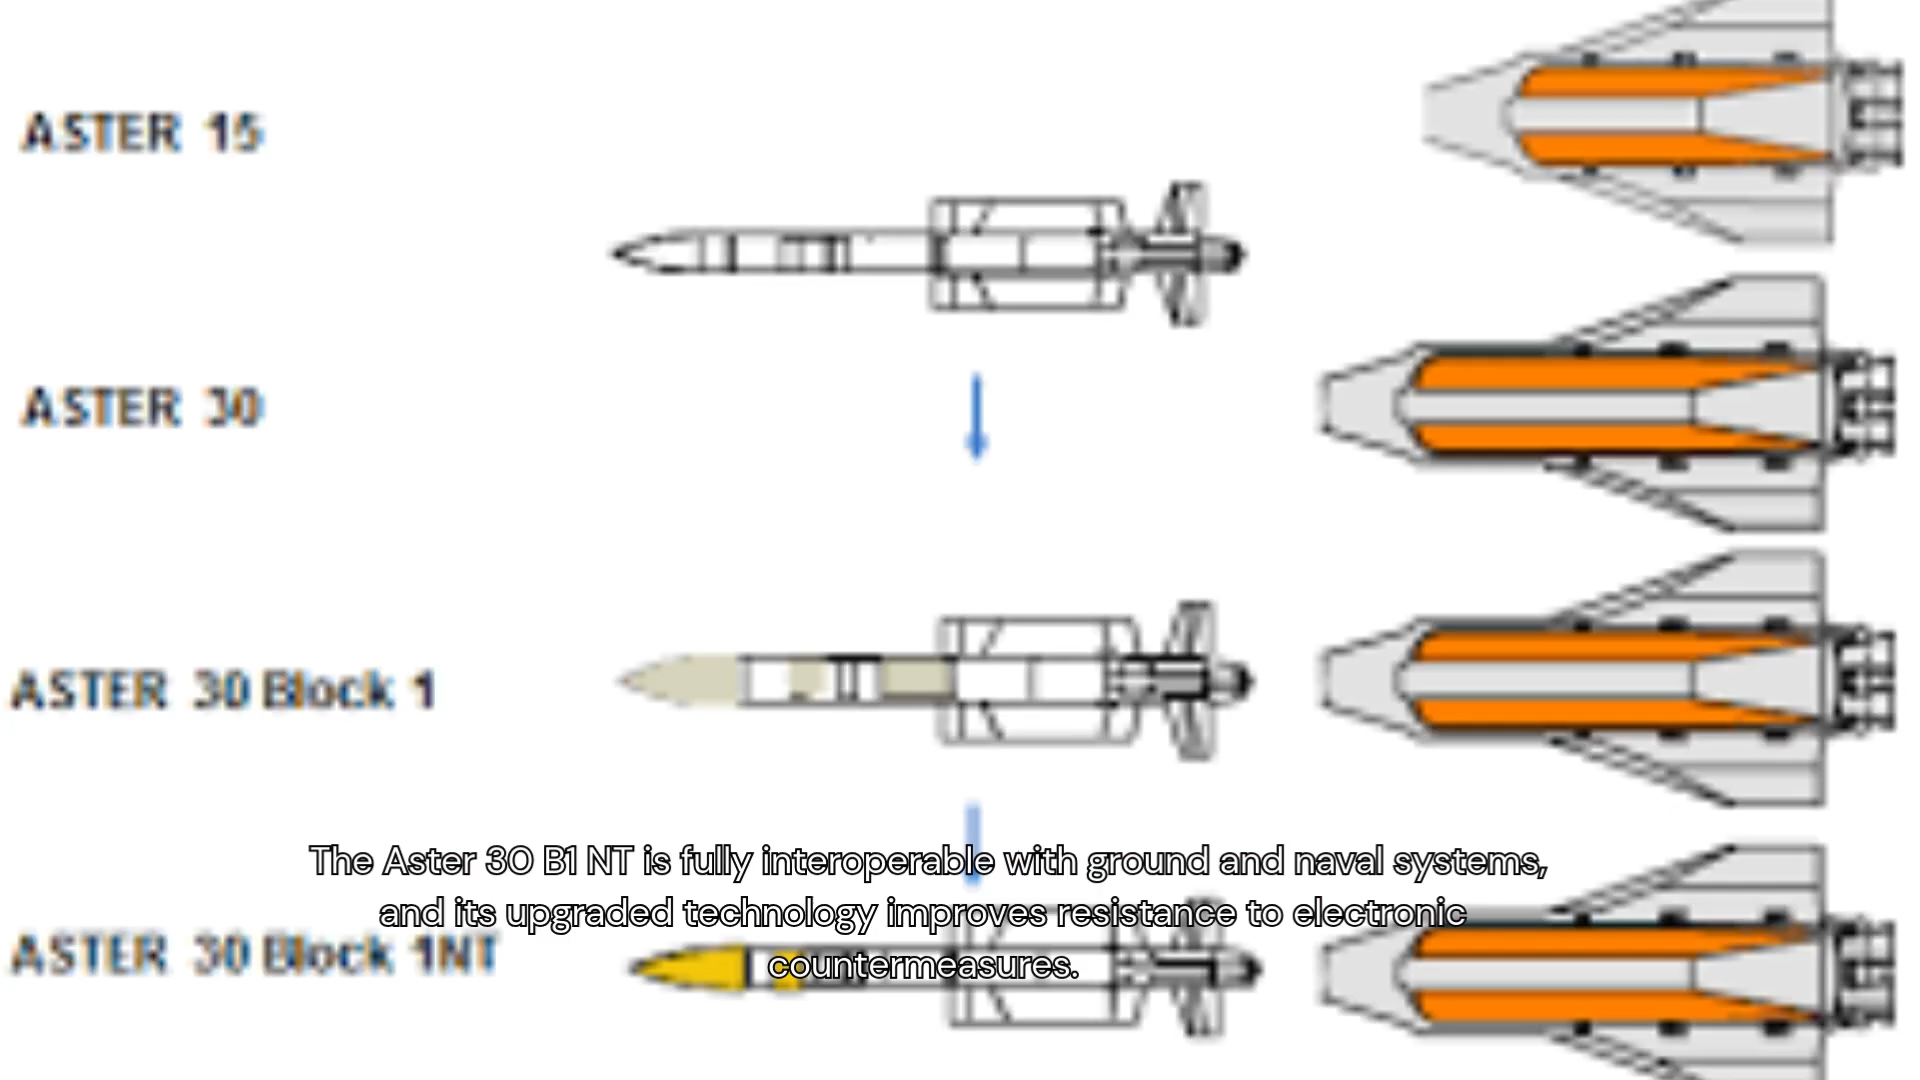 ASTER 15
ASTER 30
ASTER 30 Block 1
The Aster 30 B1 NT is fully interoperable with ground and naval systems,
and its upgraded technology improves resistance to electronic
ASTER 30 Block 1NT
countermeasures.